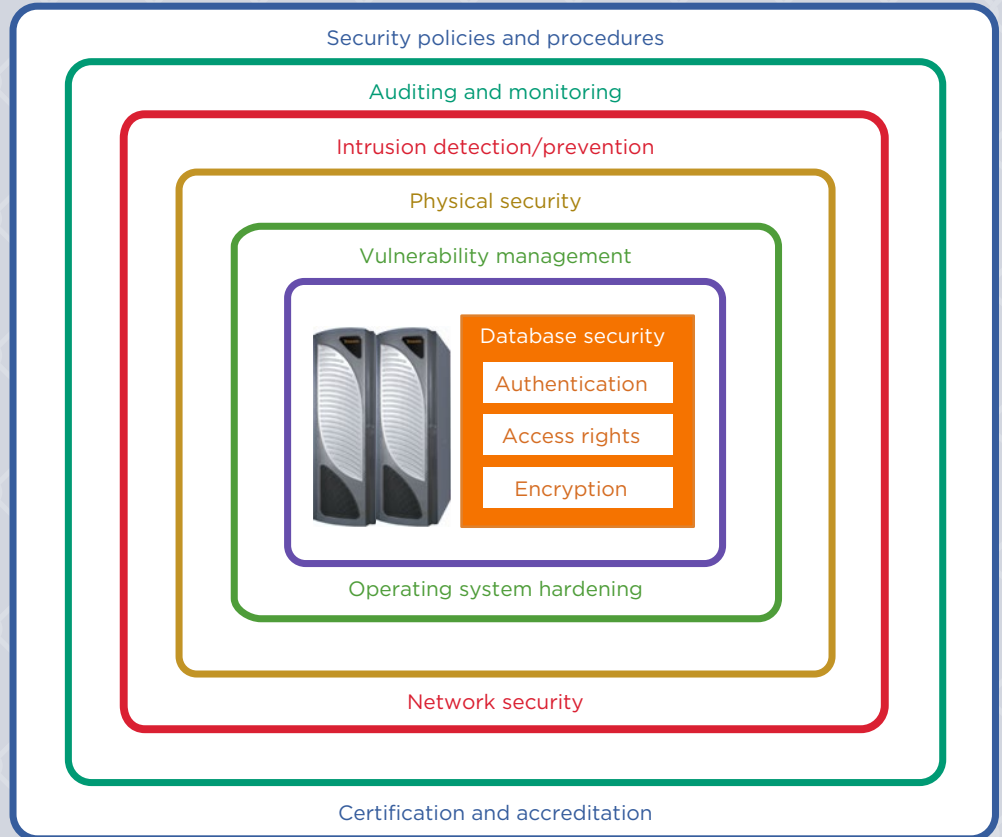 Security policies and procedures
Auditing and monitoring
Intrusion detection/prevention
Physical security
Vulnerability management
Database security
Authentication
Access rights
Encryption
Operating system hardening
Network security
Certification and accreditation